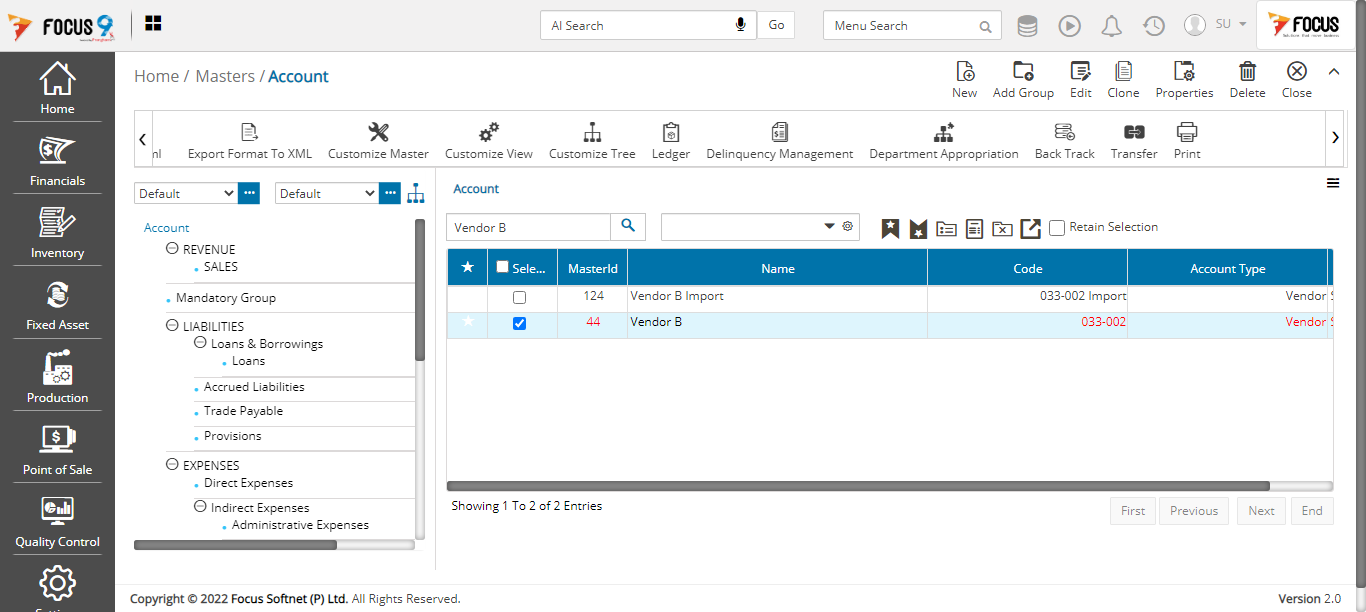 FOCUS 9
AI Search
Go
Menu Search
SU
FOCUS
Home / Masters / Account
New
Add Group
Edit
Clone
Properties
Delete
Close
Export Format To XML
Customize Master
Customize View
Customize Tree
Ledger
Delinquency Management
Department Appropriation
Back Track
Transfer
Print
Home
Financials
Inventory
Fixed Asset
Production
Point of Sale
Quality Control
Default
Default
Account
REVENUE
SALES
Mandatory Group
LIABILITIES
Loans & Borrowings
Loans
Accrued Liabilities
Trade Payable
Provisions
EXPENSES
Direct Expenses
Indirect Expenses
Administrative Expenses
Account
Vendor B
Retain Selection
Sele... MasterId Name Code Account Type
124 Vendor B Import 033-002 Import Vendor
44 Vendor B 033-002 Vendor
Showing 1 To 2 of 2 Entries
First
Previous
Next
End
Copyright © 2022 Focus Softnet (P) Ltd. All Rights Reserved.
Version 2.0